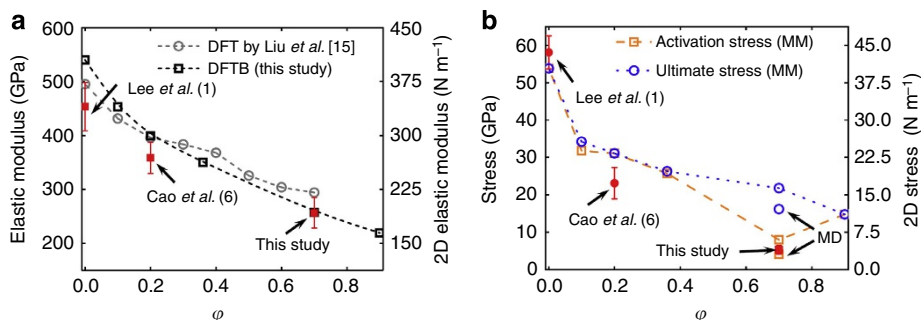 a
Elastic modulus (GPa)
600
500
400
300
200
DFT by Liu et al. [15]
DFTB (this study)
Lee et al. (1)
Cao et al. (6)
This study
450
375
300
225
150
2D elastic modulus (N m⁻¹)
0.0 0.2 0.4 0.6 0.8
φ
b
Stress (GPa)
60
50
40
30
20
10
0
Activation stress (MM)
Ultimate stress (MM)
Lee et al. (1)
Cao et al. (6)
This study
MD
45.0
37.5
30.0
22.5
15.0
7.5
0.0
2D stress (N m⁻¹)
0.0 0.2 0.4 0.6 0.8
φ